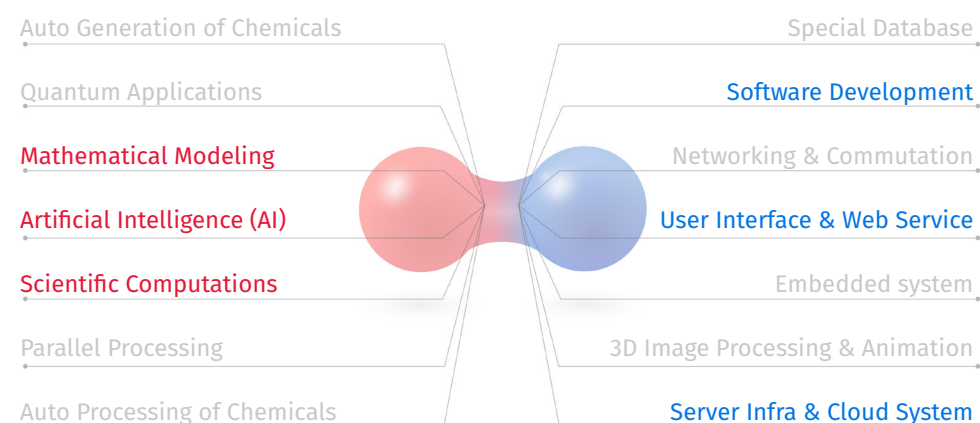 Auto Generation of Chemicals
Quantum Applications
Mathematical Modeling
Artificial Intelligence (AI)
Scientific Computations
Parallel Processing
Auto Processing of Chemicals
Special Database
Software Development
Networking & Commutation
User Interface & Web Service
Embedded system
3D Image Processing & Animation
Server Infra & Cloud System